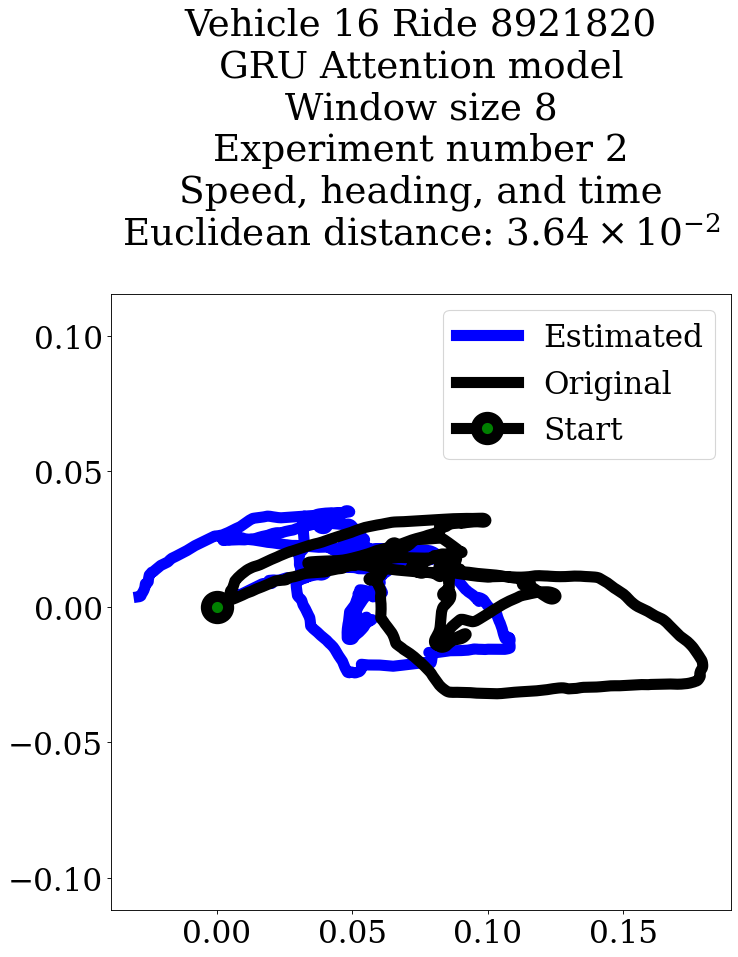 Vehicle 16 Ride 8921820
GRU Attention model
Window size 8
Experiment number 2
Speed, heading, and time
Euclidean distance: 3.64 × 10⁻²
Estimated
Original
Start
0.10
0.05
0.00
−0.05
−0.10
0.00 0.05 0.10 0.15